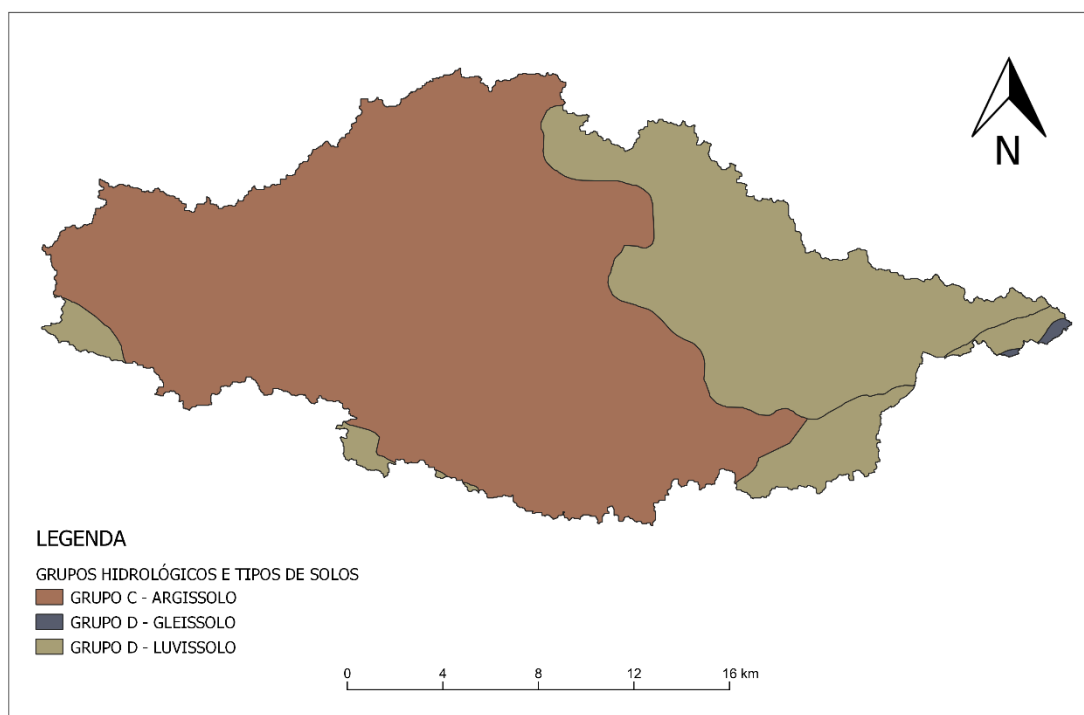 N
LEGENDA
GRUPOS HIDROLÓGICOS E TIPOS DE SOLOS
GRUPO C - ARGISSOLO
GRUPO D - GLEISSOLO
GRUPO D - LUVISSOLO
0 4 8 12 16 km